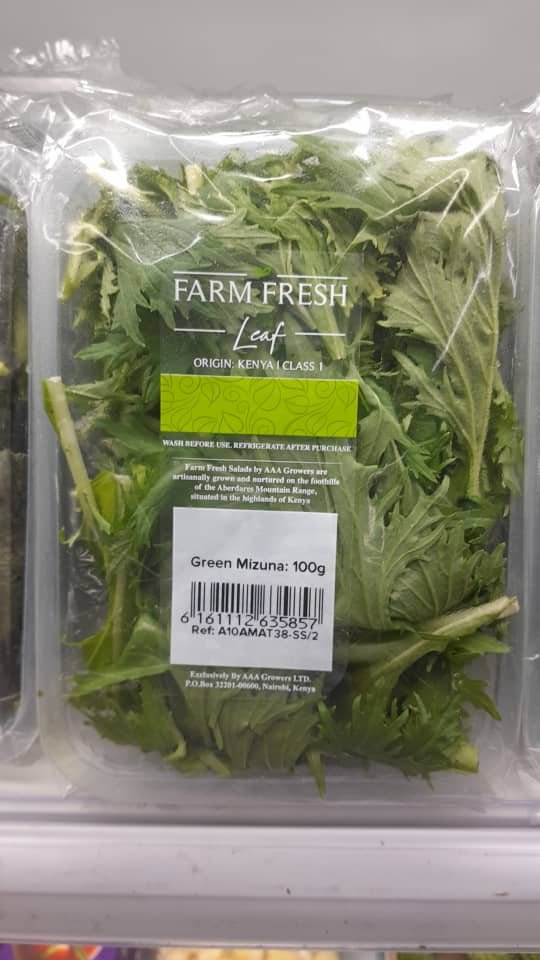 FARM FRESH
Leaf
ORIGIN: KENYA | CLASS 1
WASH BEFORE USE. REFRIGERATE AFTER PURCHASE
Farm Fresh Salads by AAA Growers are
artisanally grown and nurtured on the foothills
of the Aberdares Mountain Range,
situated in the highlands of Kenya
Green Mizuna: 100g
6 161112 635857
Ref: A10AMAT38-SS/2
Exclusively By AAA Growers LTD.
P.O.Box 32201-00600, Nairobi, Kenya